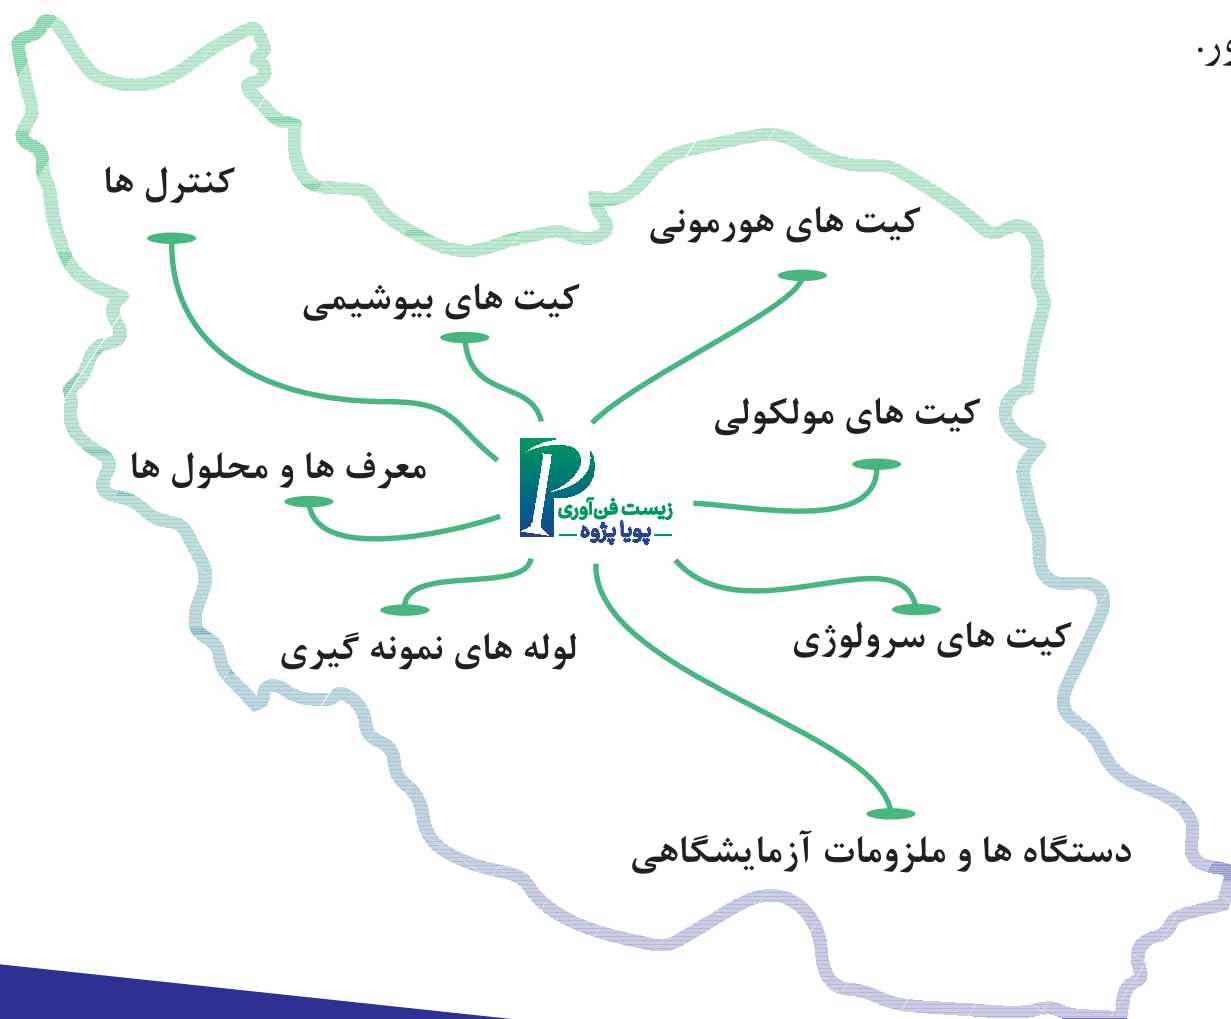 کنترل ها
کیت های هورمونی
کیت های بیوشیمی
کیت های مولکولی
معرف ها و محلول ها
زیست فن‌آوری
پویا پژوه
کیت های سرولوژی
لوله های نمونه گیری
دستگاه ها و ملزومات آزمایشگاهی